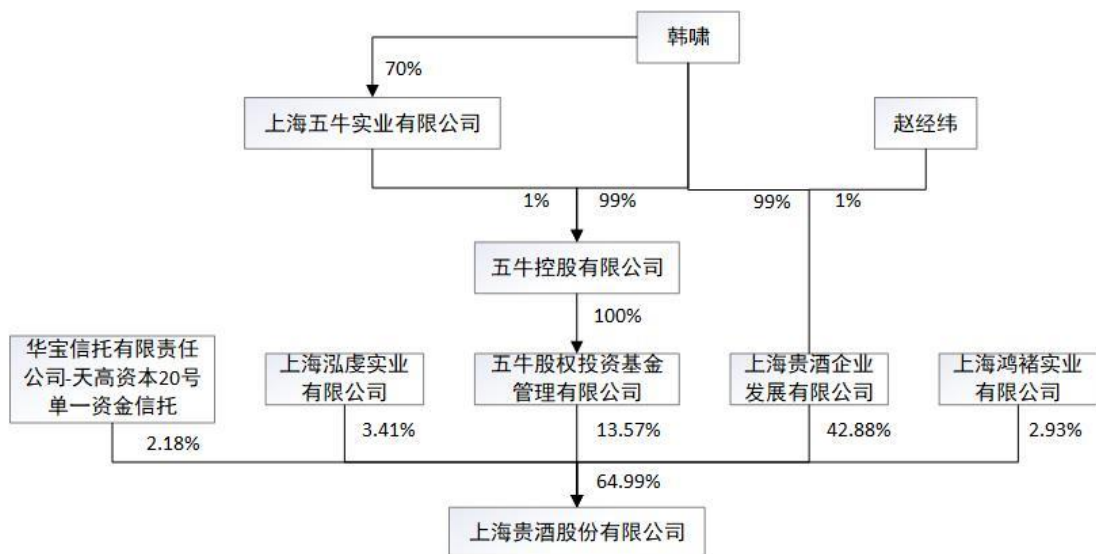 韩啸
70%
上海五牛实业有限公司
赵经纬
1%
99%
99%
1%
五牛控股有限公司
100%
华宝信托有限责任
公司-天高资本20号
单一资金信托
上海泓虔实业
有限公司
五牛股权投资基金
管理有限公司
上海贵酒企业
发展有限公司
上海鸿褚实业
有限公司
2.18%
3.41%
13.57%
42.88%
2.93%
64.99%
上海贵酒股份有限公司